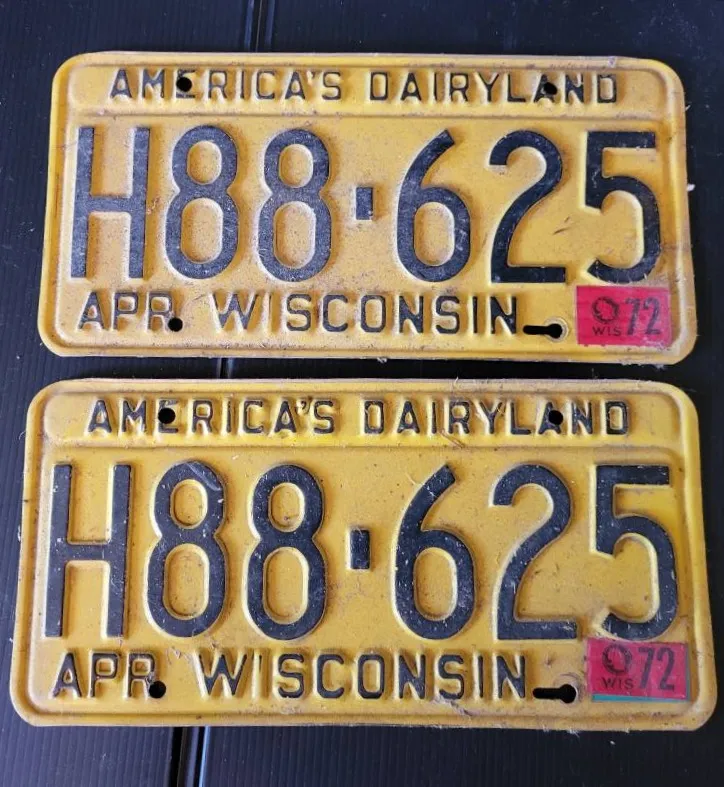 AMERICA'S DAIRYLAND
H88·625
APR WISCONSIN
WIS 72
AMERICA'S DAIRYLAND
H88·625
APR WISCONSIN
WIS 72